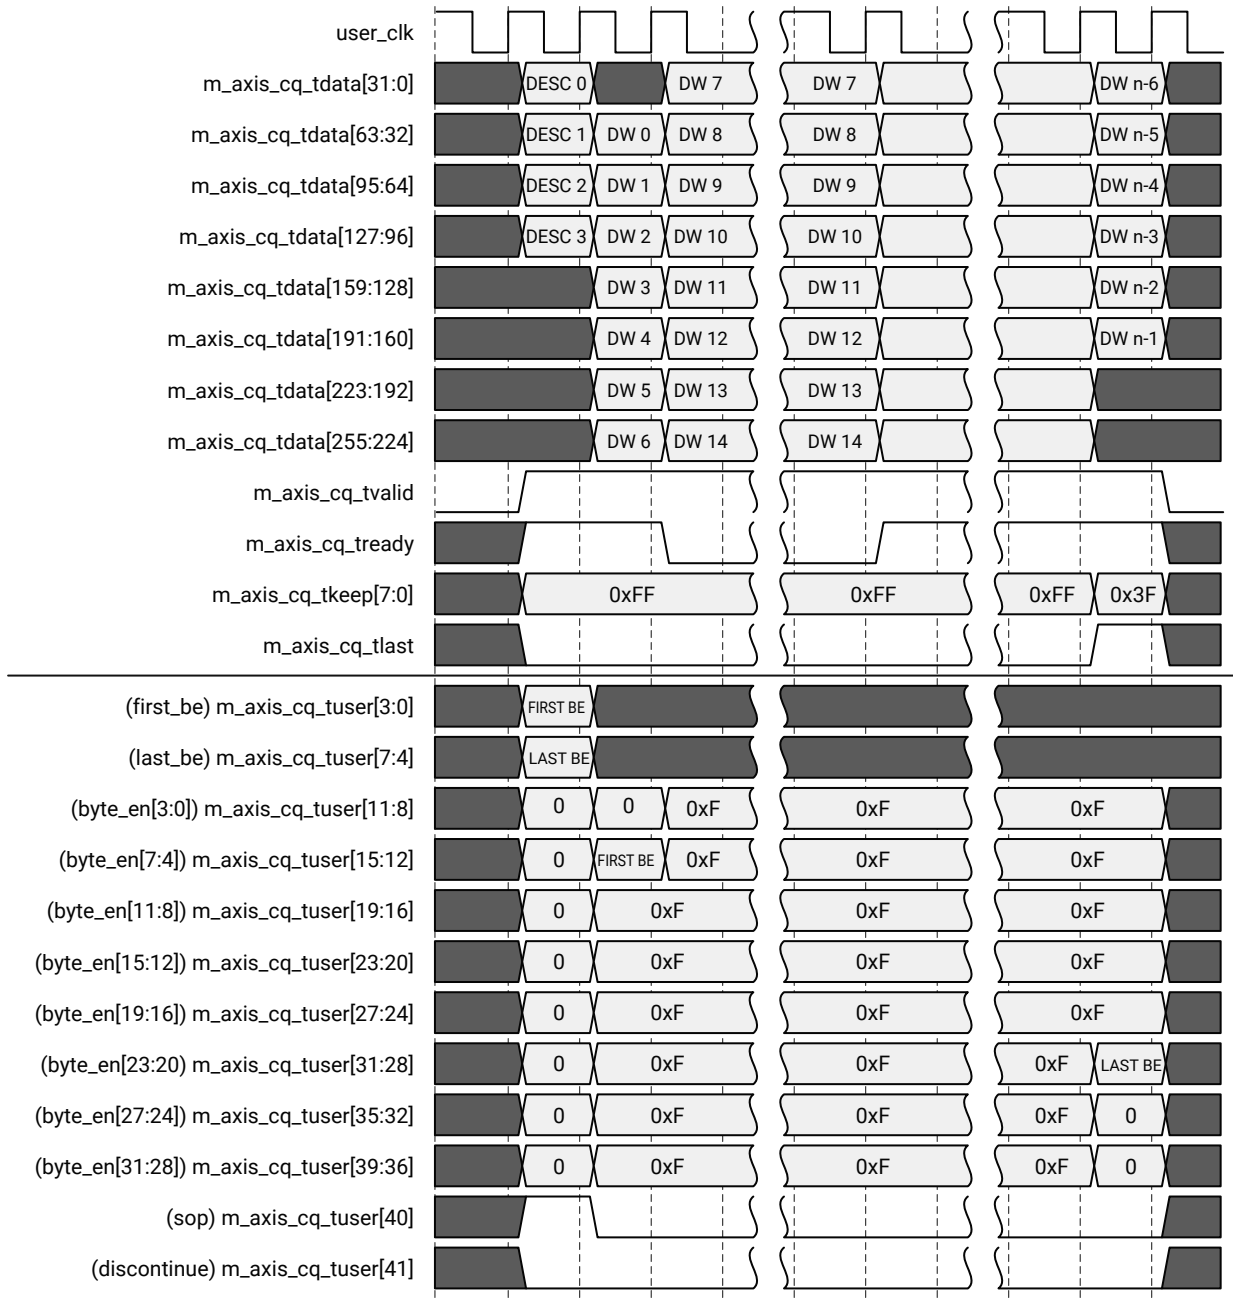 user_clk
m_axis_cq_tdata[31:0] DESC 0 DW 7 DW 7 DW n-6
m_axis_cq_tdata[63:32] DESC 1 DW 0 DW 8 DW 8 DW n-5
m_axis_cq_tdata[95:64] DESC 2 DW 1 DW 9 DW 9 DW n-4
m_axis_cq_tdata[127:96] DESC 3 DW 2 DW 10 DW 10 DW n-3
m_axis_cq_tdata[159:128] DW 3 DW 11 DW 11 DW n-2
m_axis_cq_tdata[191:160] DW 4 DW 12 DW 12 DW n-1
m_axis_cq_tdata[223:192] DW 5 DW 13 DW 13
m_axis_cq_tdata[255:224] DW 6 DW 14 DW 14
m_axis_cq_tvalid
m_axis_cq_tready
m_axis_cq_tkeep[7:0] 0xFF 0xFF 0xFF 0x3F
m_axis_cq_tlast
(first_be) m_axis_cq_tuser[3:0] FIRST BE
(last_be) m_axis_cq_tuser[7:4] LAST BE
(byte_en[3:0]) m_axis_cq_tuser[11:8] 0 0 0xF 0xF 0xF
(byte_en[7:4]) m_axis_cq_tuser[15:12] 0 FIRST BE 0xF 0xF 0xF
(byte_en[11:8]) m_axis_cq_tuser[19:16] 0 0xF 0xF 0xF
(byte_en[15:12]) m_axis_cq_tuser[23:20] 0 0xF 0xF 0xF
(byte_en[19:16]) m_axis_cq_tuser[27:24] 0 0xF 0xF 0xF
(byte_en[23:20) m_axis_cq_tuser[31:28] 0 0xF 0xF 0xF LAST BE
(byte_en[27:24]) m_axis_cq_tuser[35:32] 0 0xF 0xF 0xF 0
(byte_en[31:28]) m_axis_cq_tuser[39:36] 0 0xF 0xF 0xF 0
(sop) m_axis_cq_tuser[40]
(discontinue) m_axis_cq_tuser[41]